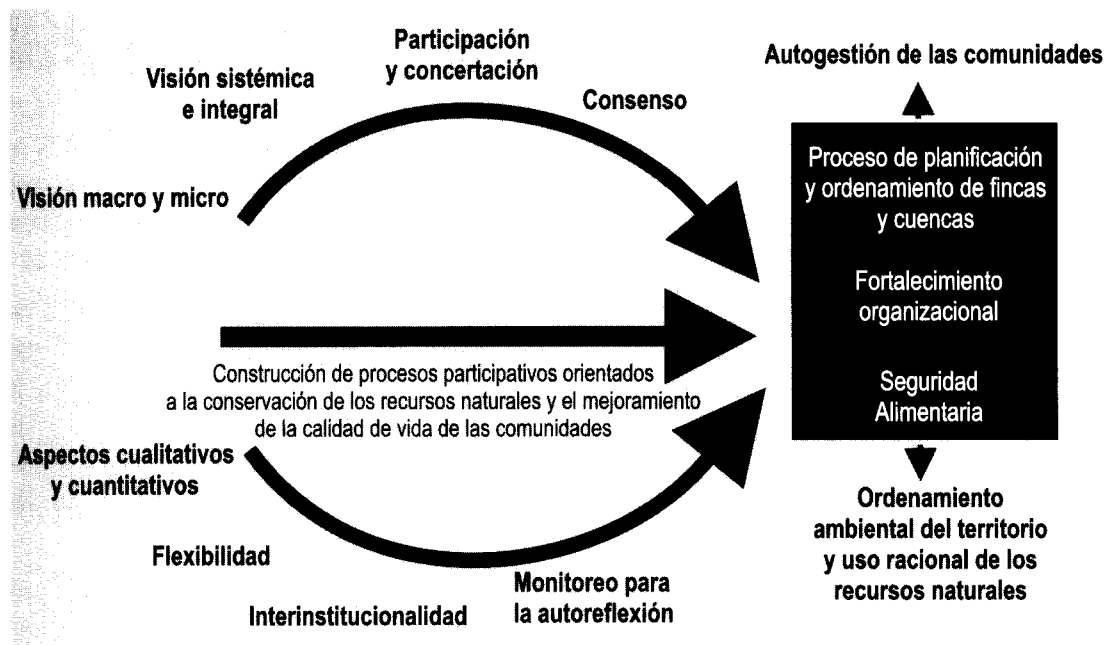 Participación
y concertación
Visión sistémica
e integral
Consenso
Visión macro y micro
Construcción de procesos participativos orientados
a la conservación de los recursos naturales y el mejoramiento
de la calidad de vida de las comunidades
Aspectos cualitativos
y cuantitativos
Flexibilidad
Interinstitucionalidad
Monitoreo para
la autoreflexión
Autogestión de las comunidades
Proceso de planificación
y ordenamiento de fincas
y cuencas
Fortalecimiento
organizacional
Seguridad
Alimentaria
Ordenamiento
ambiental del territorio
y uso racional de los
recursos naturales